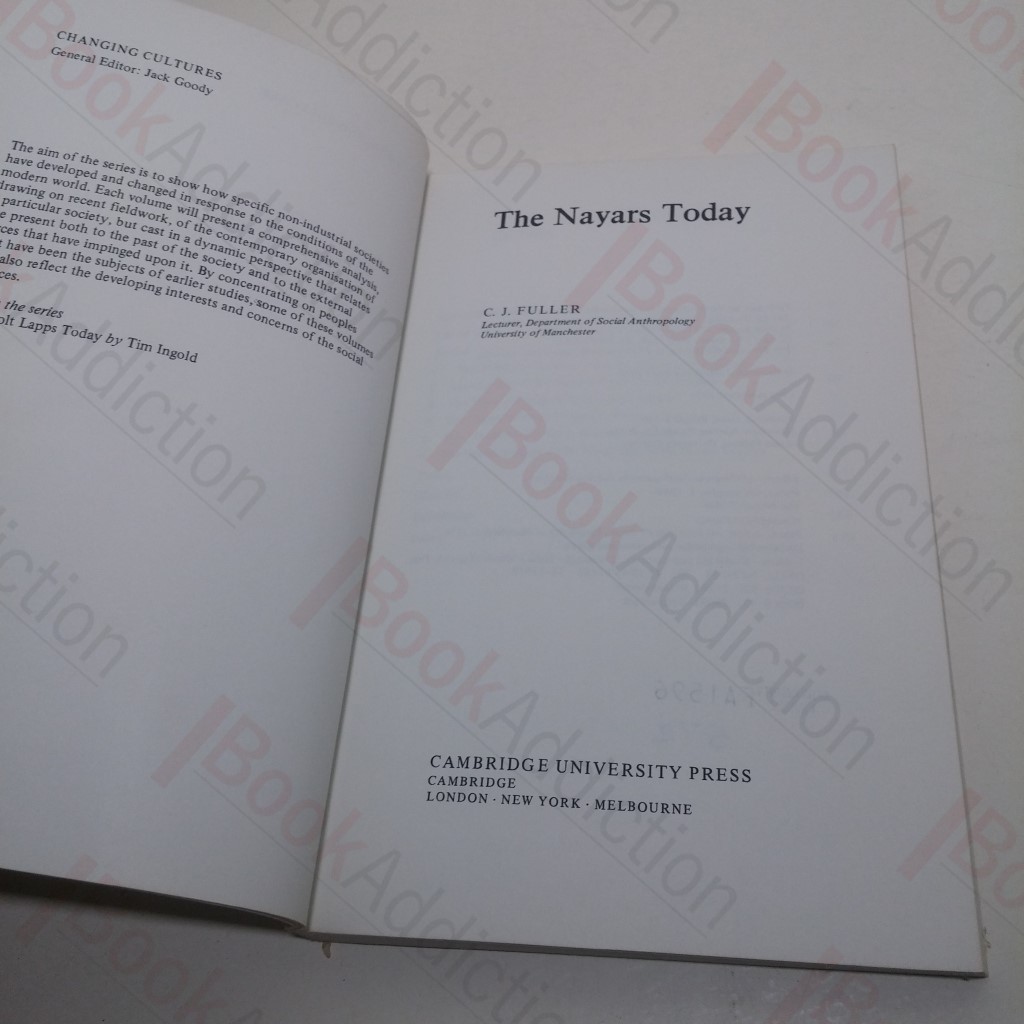 CHANGING CULTURES
General Editor: Jack Goody
The aim of the series is to show how specific non-industrial societies
have developed and changed in response to the conditions of the
modern world. Each volume will present a comprehensive analysis,
drawing on recent fieldwork, of the contemporary organisation of
particular society, but cast in a dynamic perspective that relates
present both to the past of the society and to the external
that have impinged upon it. By concentrating on peoples
have been the subjects of earlier studies, some of these volumes
also reflect the developing interests and concerns of the social
the series
Lapps Today by Tim Ingold
The Nayars Today
C. J. FULLER
Lecturer, Department of Social Anthropology
University of Manchester
CAMBRIDGE UNIVERSITY PRESS
CAMBRIDGE
LONDON · NEW YORK · MELBOURNE
BookAddiction